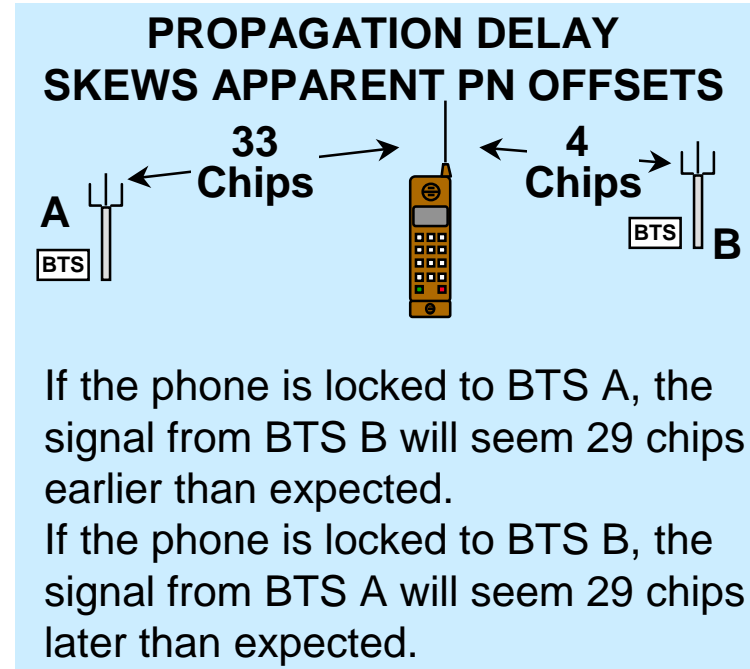 PROPAGATION DELAY
SKEWS APPARENT PN OFFSETS
33
Chips
4
Chips
A
BTS
BTS
B
If the phone is locked to BTS A, the
signal from BTS B will seem 29 chips
earlier than expected.
If the phone is locked to BTS B, the
signal from BTS A will seem 29 chips
later than expected.